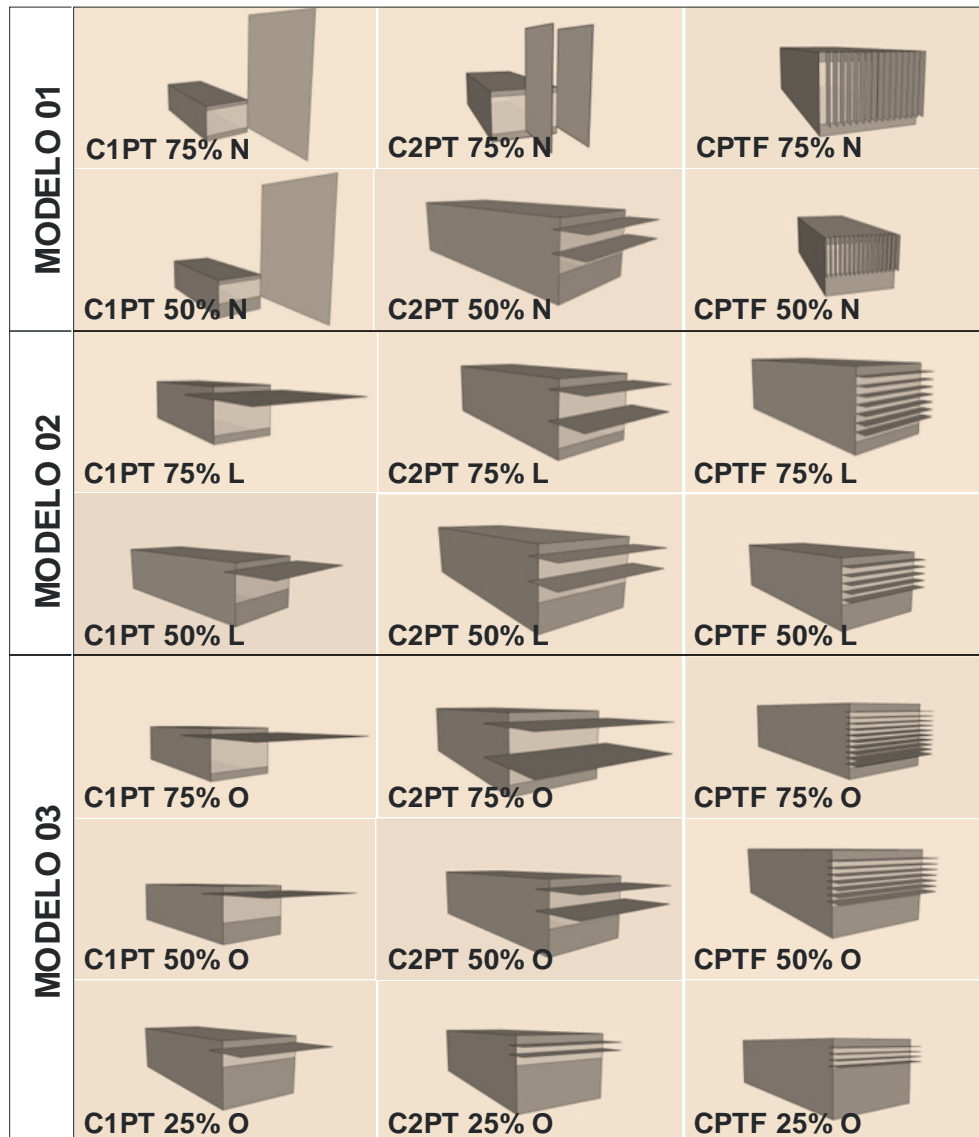 MODELO 01
C1PT 75% N
C2PT 75% N
CPTF 75% N
C1PT 50% N
C2PT 50% N
CPTF 50% N
MODELO 02
C1PT 75% L
C2PT 75% L
CPTF 75% L
C1PT 50% L
C2PT 50% L
CPTF 50% L
MODELO 03
C1PT 75% O
C2PT 75% O
CPTF 75% O
C1PT 50% O
C2PT 50% O
CPTF 50% O
C1PT 25% O
C2PT 25% O
CPTF 25% O